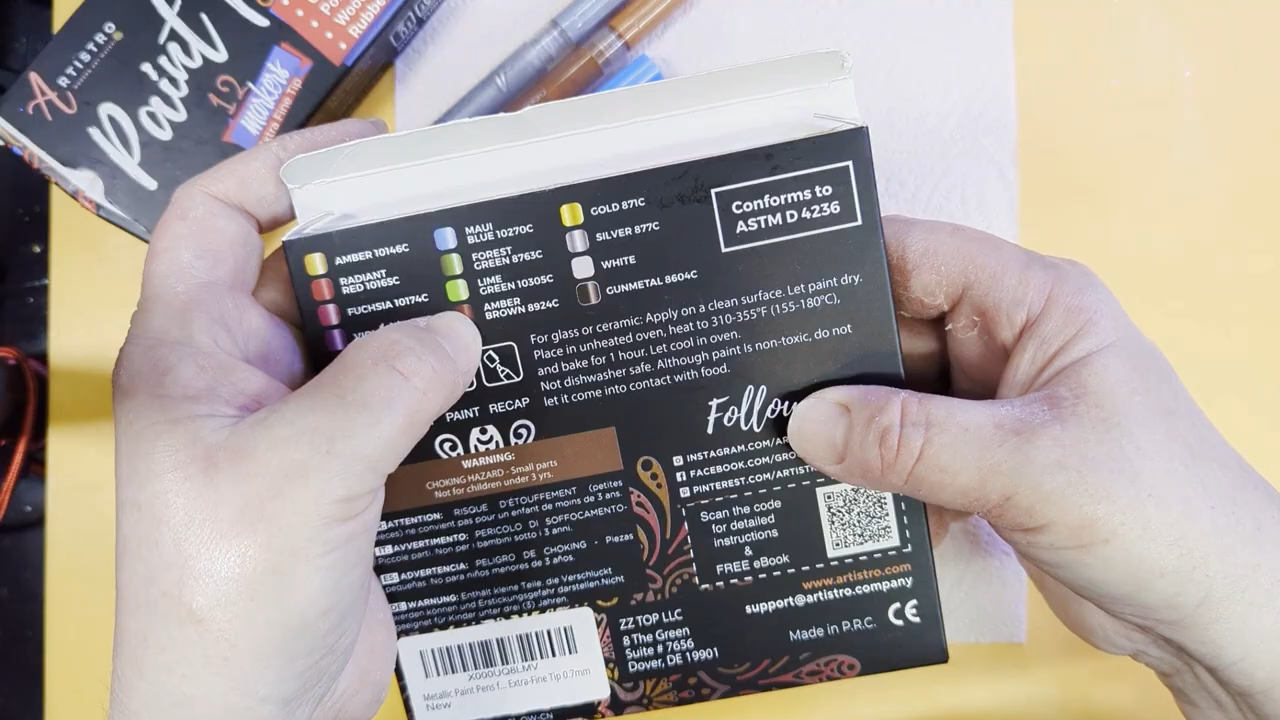 ARTISTRO
Paint
12
markers
Extra Fine Tip
Rubbe
AMBER 10146C
RADIANT
RED 10165C
FUCHSIA 10174C
MAUI
BLUE 10270C
FOREST
GREEN 8763C
LIME
GREEN 10305C
AMBER
BROWN 8924C
GOLD 871C
SILVER 877C
WHITE
GUNMETAL 8604C
Conforms to
ASTM D 4236
For glass or ceramic: Apply on a clean surface. Let paint dry.
Place in unheated oven, heat to 310-355°F (155-180°C),
and bake for 1 hour. Let cool in oven.
Not dishwasher safe. Although paint is non-toxic, do not
let it come into contact with food.
PAINT RECAP
WARNING:
CHOKING HAZARD - Small parts
Not for children under 3 yrs.
ATTENTION: RISQUE D'ÉTOUFFEMENT (petites
pièces) ne convient pas pour un enfant de moins de 3 ans.
IT: AVVERTIMENTO: PERICOLO DI SOFFOCAMENTO-
Piccole parti. Non per i bambini sotto i 3 anni.
ES: ADVERTENCIA: PELIGRO DE CHOKING - Piezas
pequeñas. No para niños menores de 3 años.
DE: WARNUNG: Enthält kleine Teile, die Verschluckt
werden können und Erstickungsgefahr darstellen.Nicht
geeignet für Kinder unter drei (3) Jahren.
Follow
INSTAGRAM.COM/AR
FACEBOOK.COM/GRO
PINTEREST.COM/ARTIST
Scan the code
for detailed
instructions
&
FREE eBook
www.artistro.com
support@artistro.company
Made in P.R.C. CE
ZZ TOP LLC
8 The Green
Suite # 7656
Dover, DE 19901
X000UQ8LMV
Metallic Paint Pens f... Extra-Fine Tip 0.7mm
New